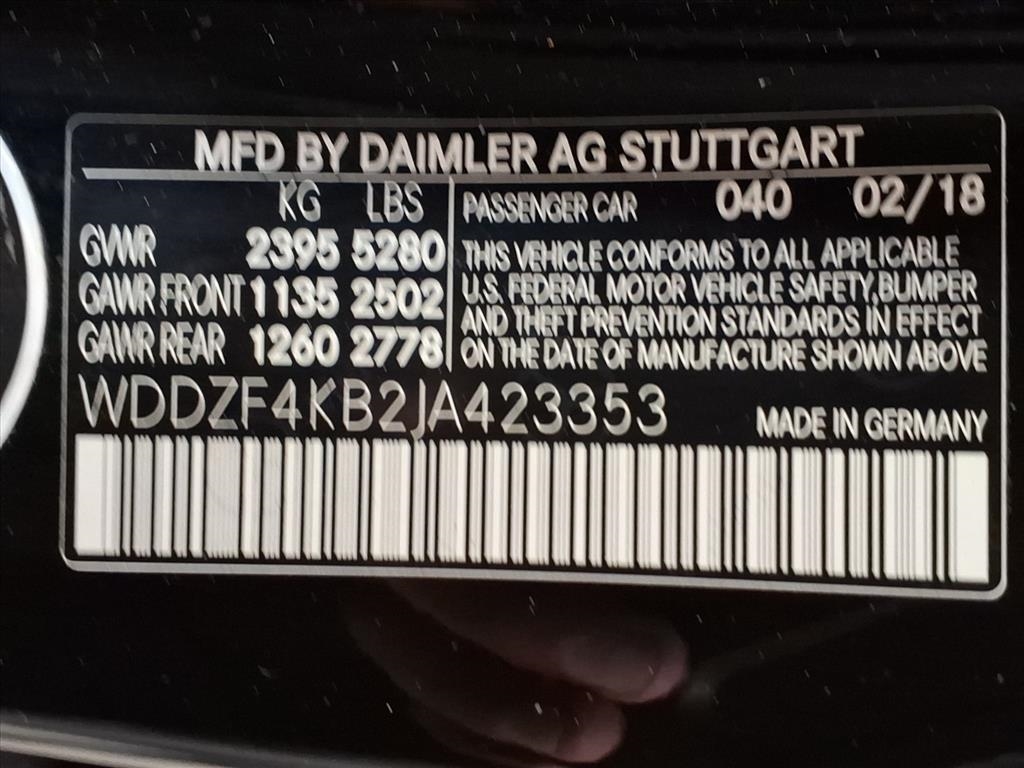 MFD BY DAIMLER AG STUTTGART
KG LBS
GVWR 2395 5280
GAWR FRONT 1135 2502
GAWR REAR 1260 2778
PASSENGER CAR 040 02/18
THIS VEHICLE CONFORMS TO ALL APPLICABLE
U.S. FEDERAL MOTOR VEHICLE SAFETY,BUMPER
AND THEFT PREVENTION STANDARDS IN EFFECT
ON THE DATE OF MANUFACTURE SHOWN ABOVE
WDDZF4KB2JA423353
MADE IN GERMANY